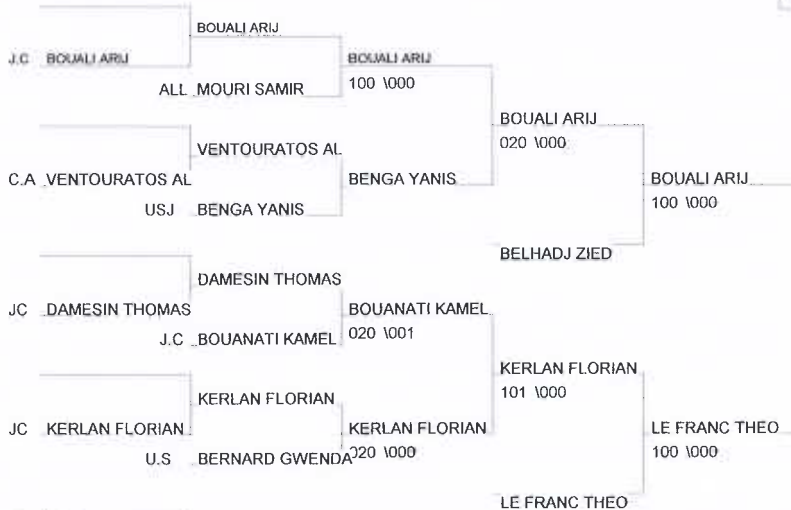 BOUALI ARIJ
J.C BOUALI ARIJ
BOUALI ARIJ
100 \000
ALL MOURI SAMIR
BOUALI ARIJ
020 \000
VENTOURATOS AL
C.A VENTOURATOS AL
BENGA YANIS
BOUALI ARIJ
100 \000
USJ BENGA YANIS
BELHADJ ZIED
DAMESIN THOMAS
JC DAMESIN THOMAS
BOUANATI KAMEL
020 \001
J.C BOUANATI KAMEL
KERLAN FLORIAN
101 \000
KERLAN FLORIAN
JC KERLAN FLORIAN
KERLAN FLORIAN
020 \000
LE FRANC THEO
100 \000
U.S BERNARD GWENDA
LE FRANC THEO